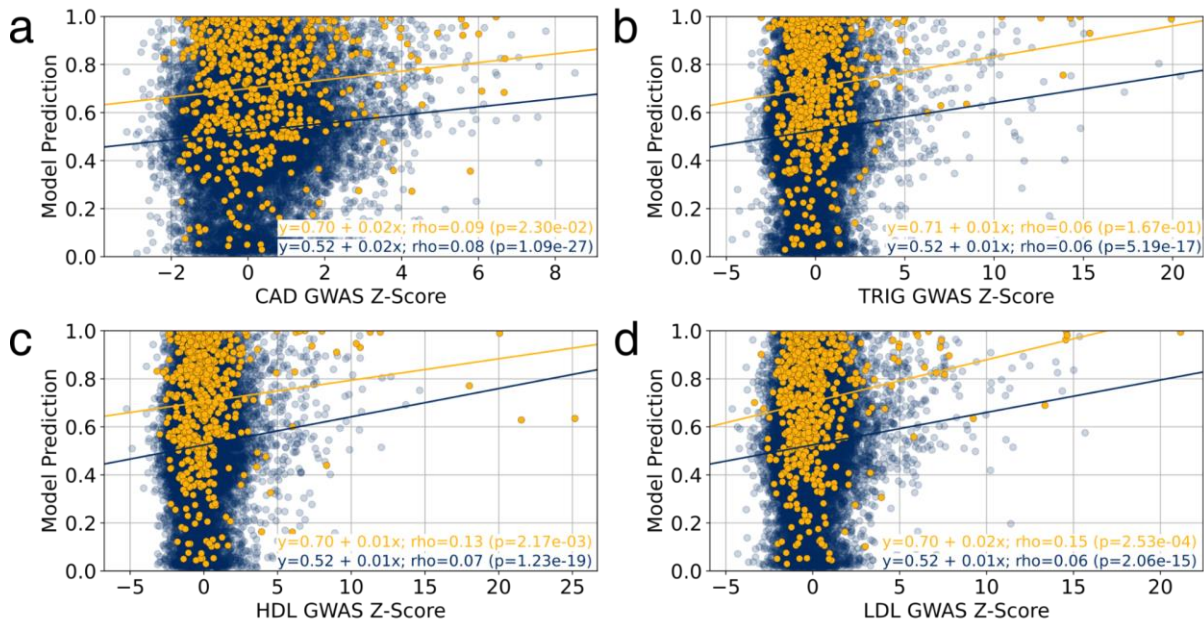 a
b
1.0
0.8
0.6
0.4
0.2
0.0
Model Prediction
y=0.70 + 0.02x; rho=0.09 (p=2.30e-02)
y=0.52 + 0.02x; rho=0.08 (p=1.09e-27)
−2 0 2 4 6 8
CAD GWAS Z-Score
1.0
0.8
0.6
0.4
0.2
0.0
Model Prediction
y=0.71 + 0.01x; rho=0.06 (p=1.67e-01)
y=0.52 + 0.01x; rho=0.06 (p=5.19e-17)
−5 0 5 10 15 20
TRIG GWAS Z-Score
c
d
1.0
0.8
0.6
0.4
0.2
0.0
Model Prediction
y=0.70 + 0.01x; rho=0.13 (p=2.17e-03)
y=0.52 + 0.01x; rho=0.07 (p=1.23e-19)
−5 0 5 10 15 20 25
HDL GWAS Z-Score
1.0
0.8
0.6
0.4
0.2
0.0
Model Prediction
y=0.70 + 0.02x; rho=0.15 (p=2.53e-04)
y=0.52 + 0.01x; rho=0.06 (p=2.06e-15)
−5 0 5 10 15 20
LDL GWAS Z-Score